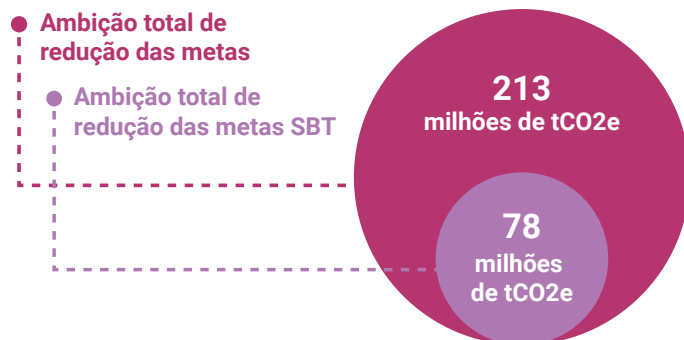 Ambição total de
redução das metas
Ambição total de
redução das metas SBT
213
milhões de tCO2e
78
milhões
de tCO2e